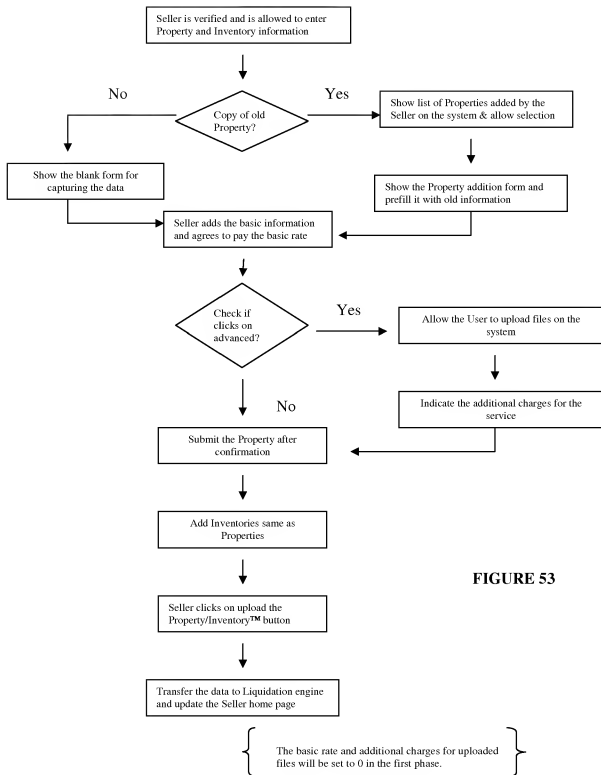 Seller is verified and is allowed to enter
Property and Inventory information
No
Yes
Copy of old
Property?
Show list of Properties added by the
Seller on the system & allow selection
Show the blank form for
capturing the data
Show the Property addition form and
prefill it with old information
Seller adds the basic information
and agrees to pay the basic rate
Check if
clicks on
advanced?
Yes
Allow the User to upload files on the
system
No
Indicate the additional charges for the
service
Submit the Property after
confirmation
Add Inventories same as
Properties
FIGURE 53
Seller clicks on upload the
Property/Inventory™ button
Transfer the data to Liquidation engine
and update the Seller home page
The basic rate and additional charges for uploaded
files will be set to 0 in the first phase.